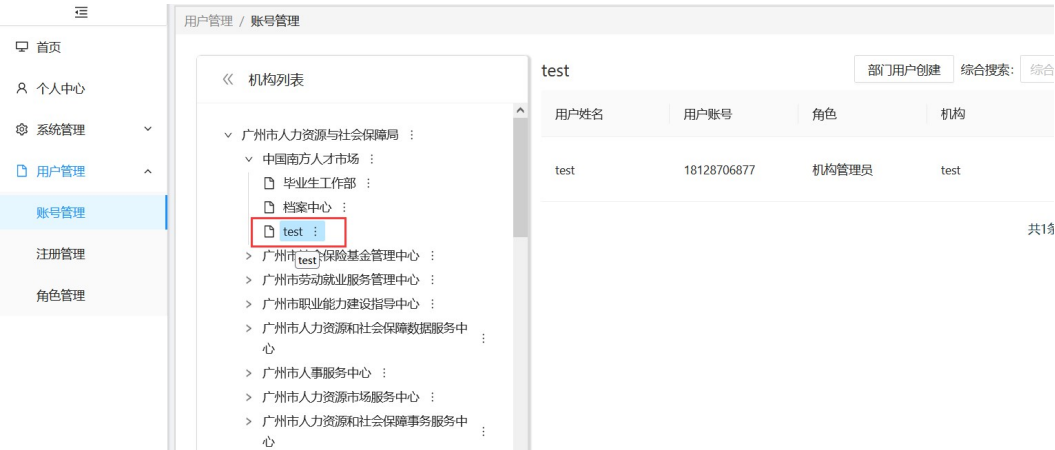 用户管理 / 账号管理
首页
个人中心
系统管理
用户管理
账号管理
注册管理
角色管理
机构列表
广州市人力资源与社会保障局
中国南方人才市场
毕业生工作部
档案中心
test
test
广州市社会保险基金管理中心
广州市劳动就业服务管理中心
广州市职业能力建设指导中心
广州市人力资源和社会保障数据服务中
心
广州市人事服务中心
广州市人力资源市场服务中心
广州市人力资源和社会保障事务服务中
心
test
部门用户创建 综合搜索: 综合
用户姓名 用户账号 角色 机构
test 18128706877 机构管理员 test
共1条